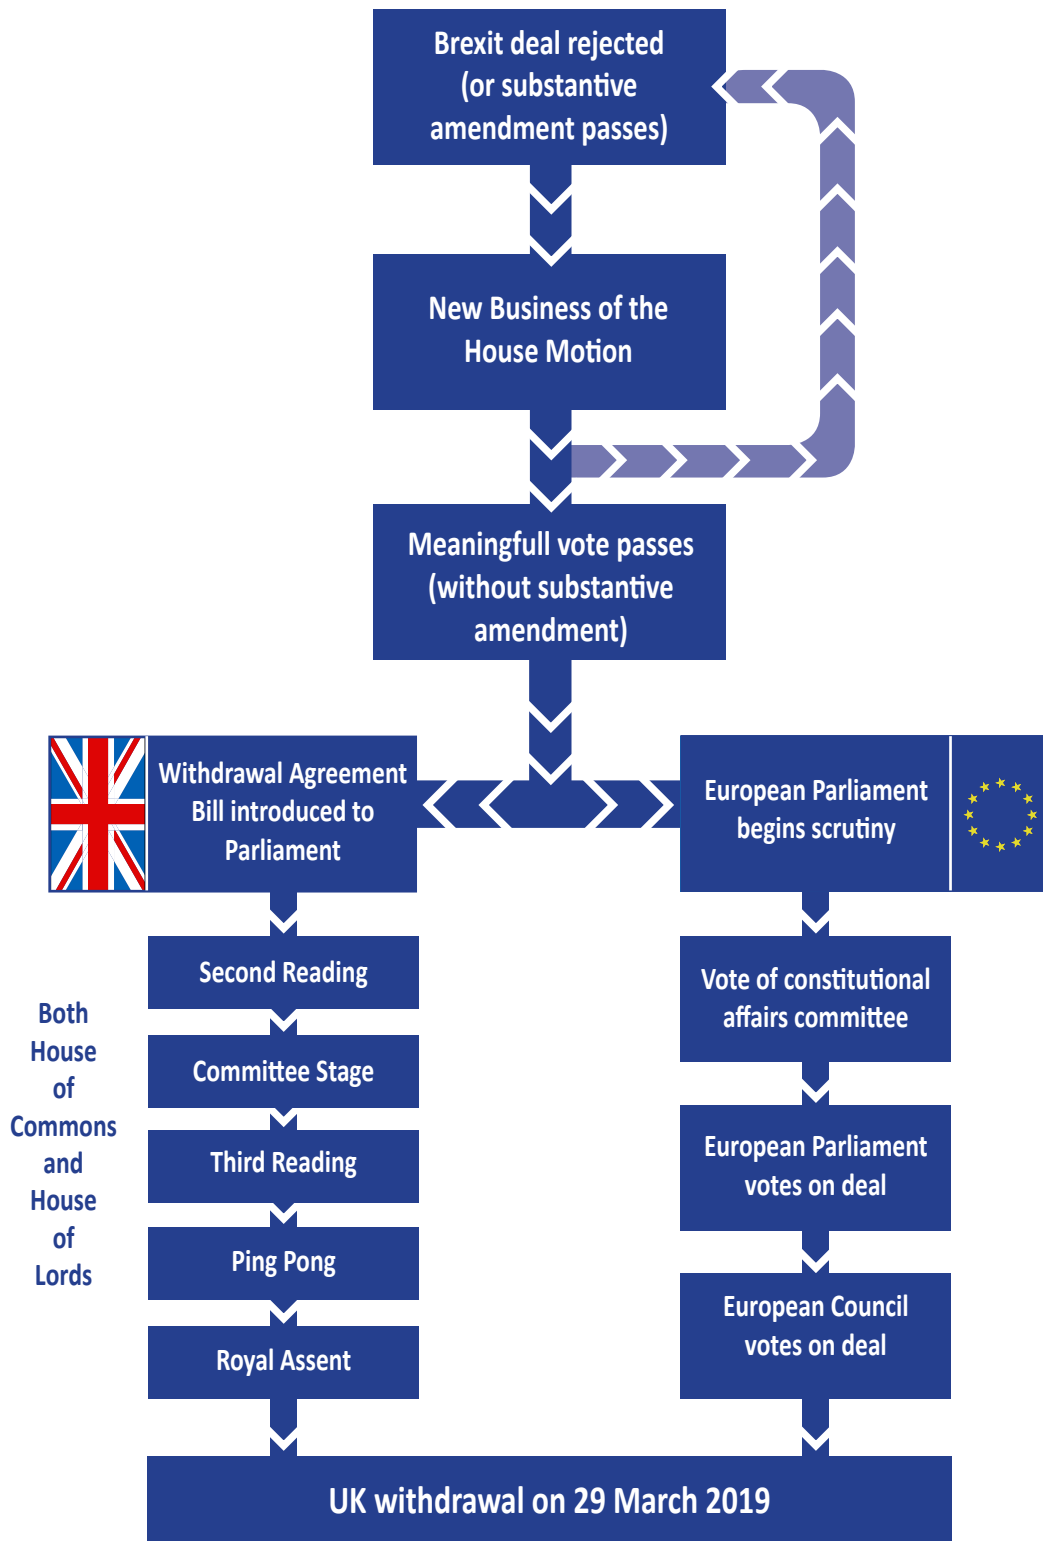 Brexit deal rejected
(or substantive
amendment passes)
New Business of the
House Motion
Meaningfull vote passes
(without substantive
amendment)
Withdrawal Agreement
Bill introduced to
Parliament
Second Reading
Committee Stage
Third Reading
Ping Pong
Royal Assent
Both
House
of
Commons
and
House
of
Lords
European Parliament
begins scrutiny
Vote of constitutional
affairs committee
European Parliament
votes on deal
European Council
votes on deal
UK withdrawal on 29 March 2019